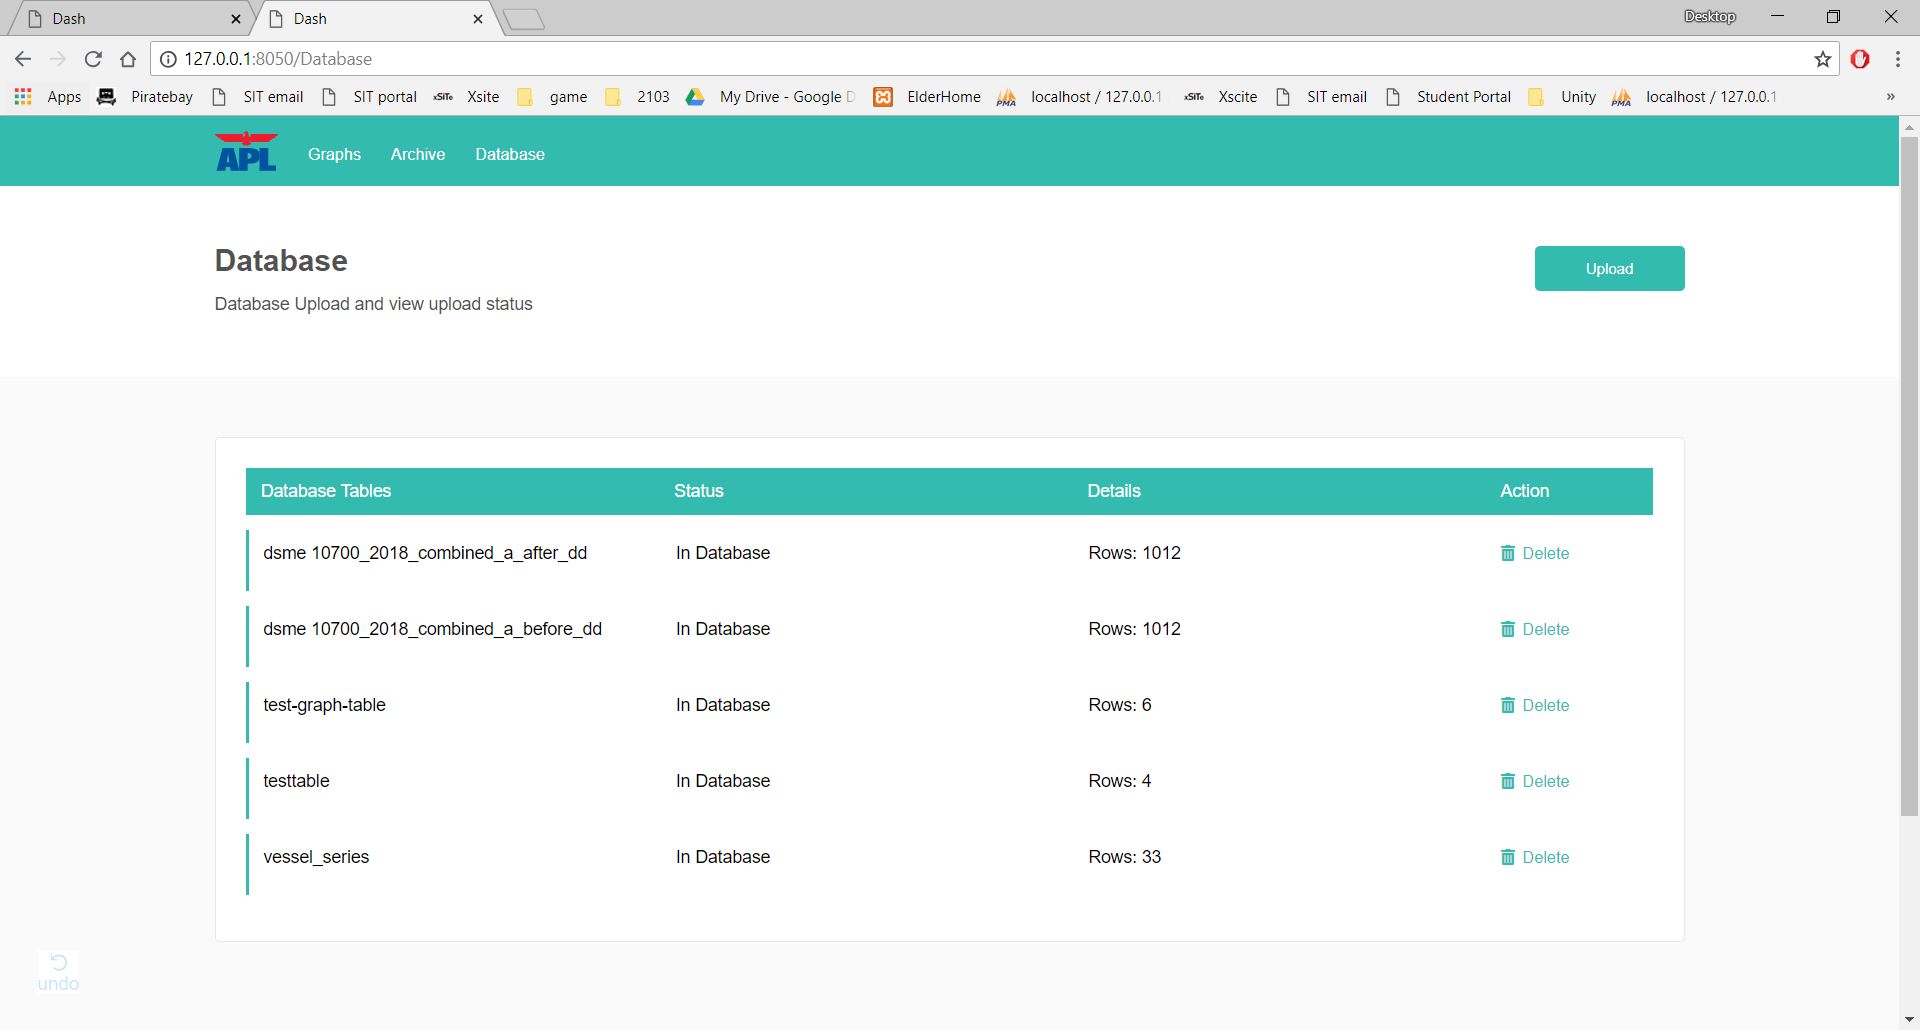 Dash
Dash
Desktop
127.0.0.1:8050/Database
Apps Piratebay SIT email SIT portal xSiTe Xsite game 2103 My Drive - Google D ElderHome PMA localhost / 127.0.0.1 xSiTe Xscite SIT email Student Portal Unity PMA localhost / 127.0.0.1 »
APL Graphs Archive Database
Database
Upload
Database Upload and view upload status
Database Tables Status Details Action
dsme 10700_2018_combined_a_after_dd In Database Rows: 1012 Delete
dsme 10700_2018_combined_a_before_dd In Database Rows: 1012 Delete
test-graph-table In Database Rows: 6 Delete
testtable In Database Rows: 4 Delete
vessel_series In Database Rows: 33 Delete
undo